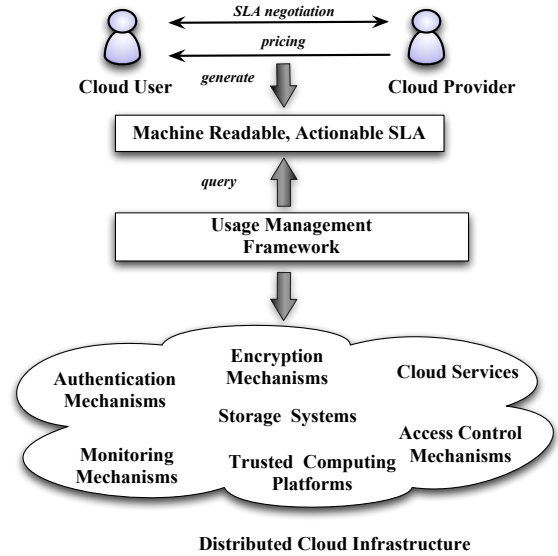 SLA negotiation
pricing
Cloud User
generate
Cloud Provider
Machine Readable, Actionable SLA
query
Usage Management
Framework
Encryption
Mechanisms
Cloud Services
Authentication
Mechanisms
Storage Systems
Access Control
Mechanisms
Monitoring
Mechanisms
Trusted Computing
Platforms
Distributed Cloud Infrastructure